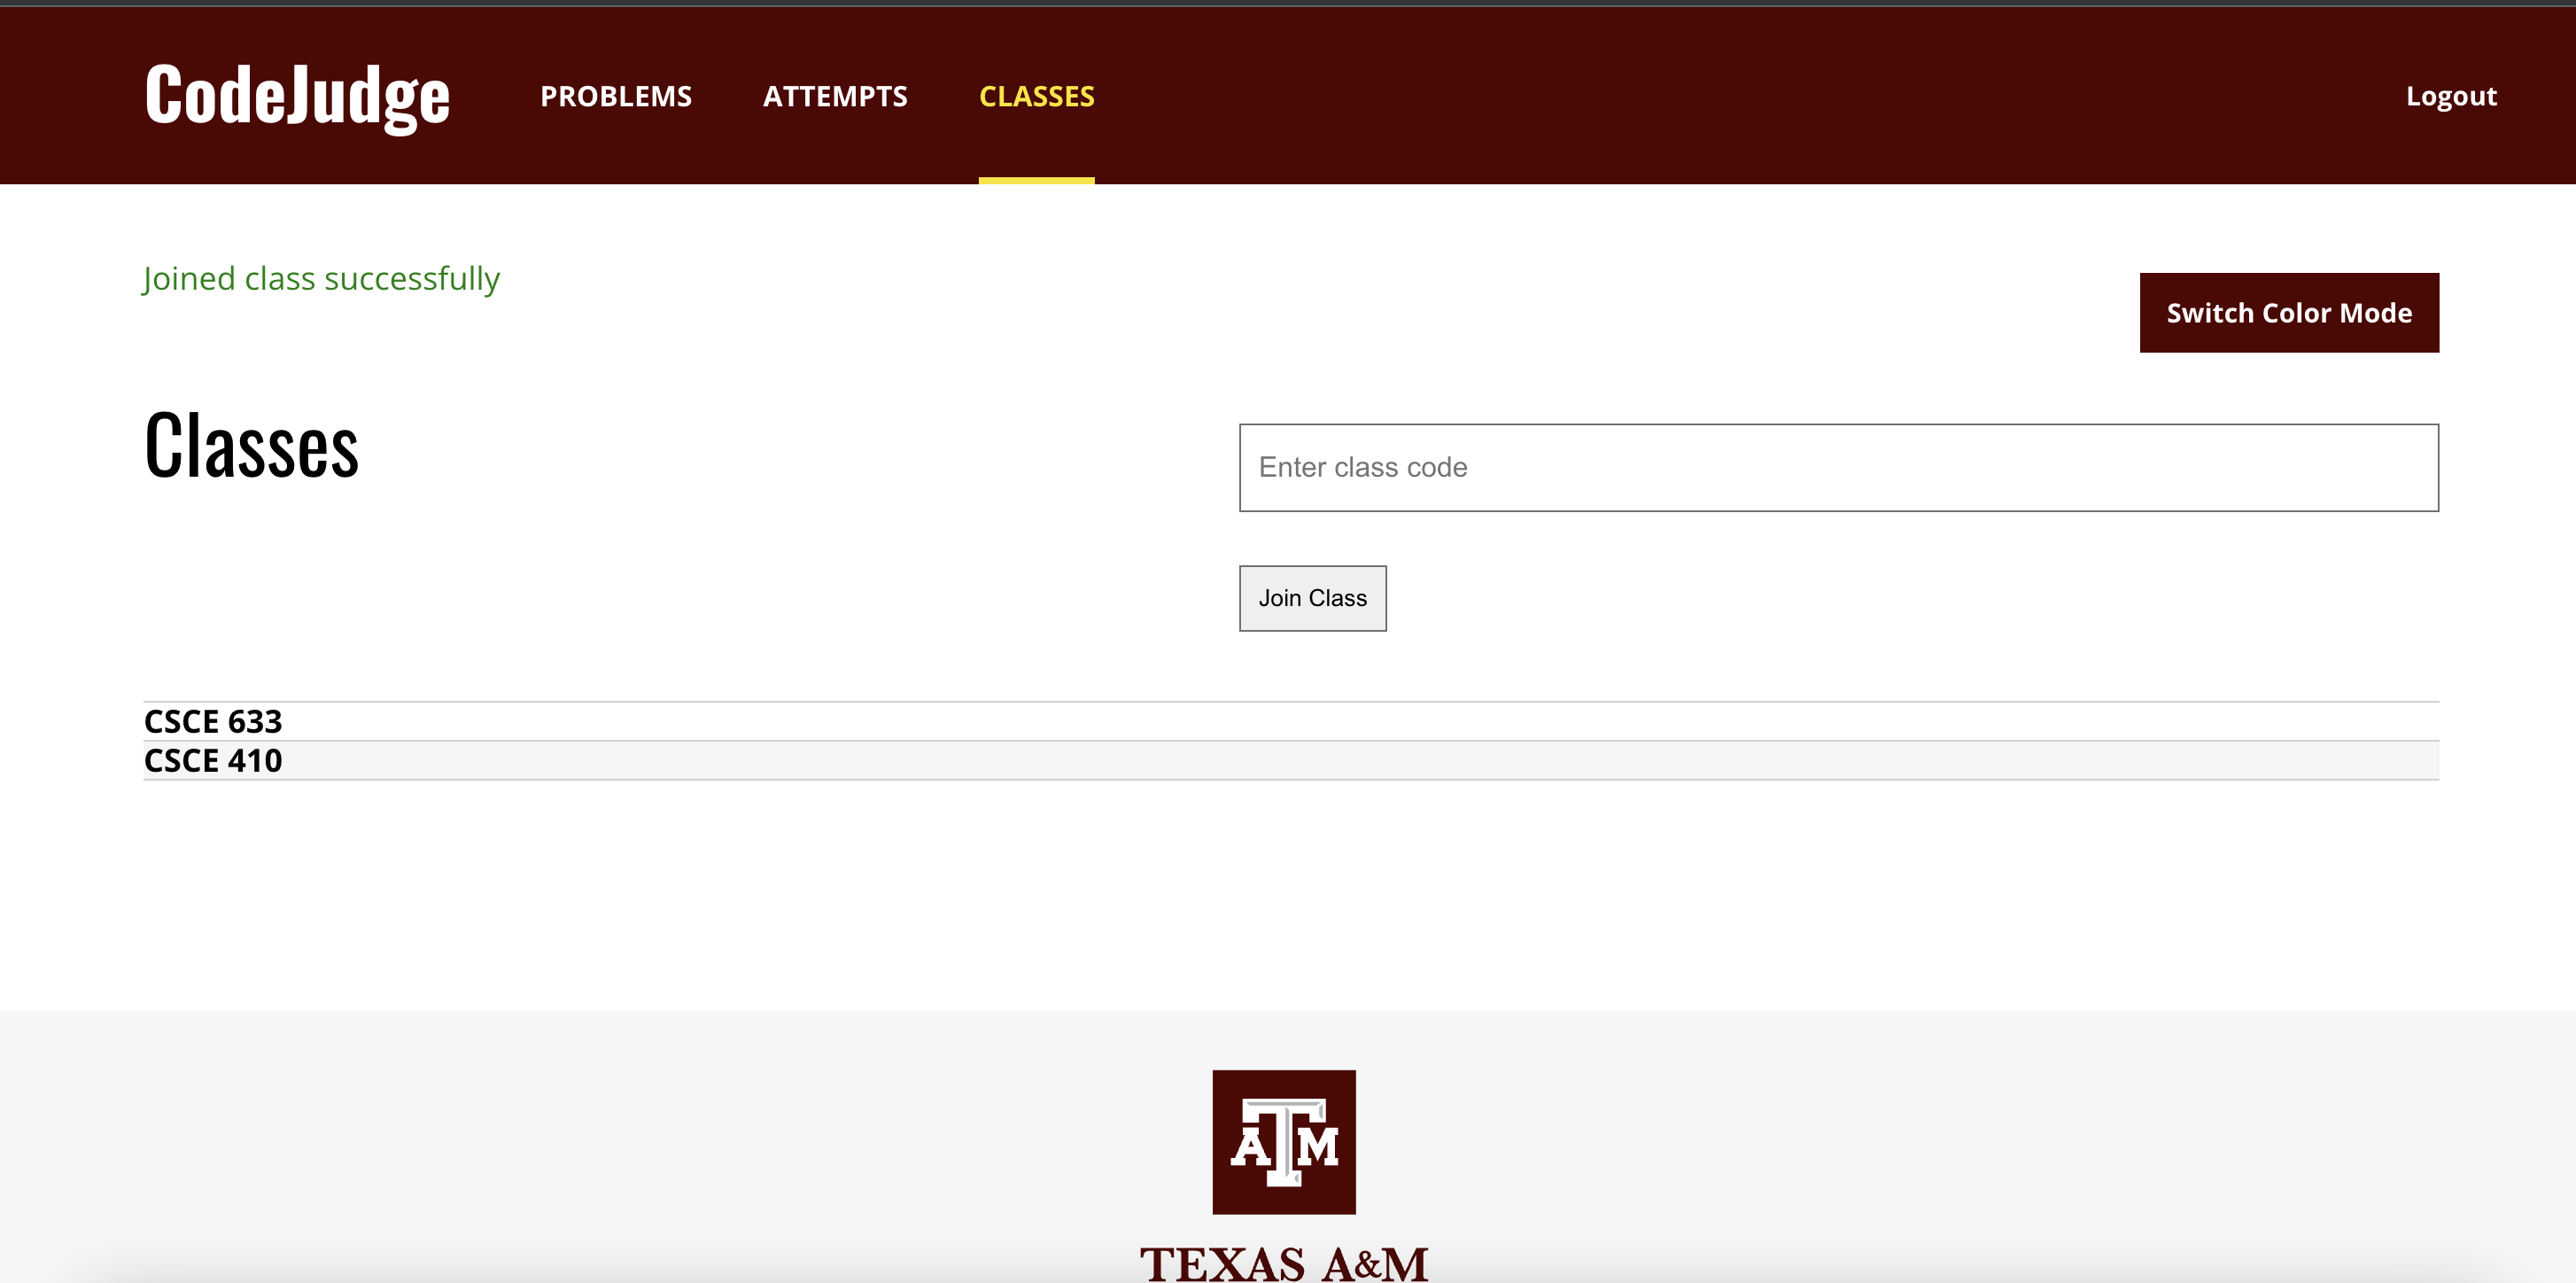 CodeJudge PROBLEMS ATTEMPTS CLASSES Logout
Joined class successfully
Switch Color Mode
Classes
Enter class code
Join Class
CSCE 633
CSCE 410
ATM
TEXAS A&M